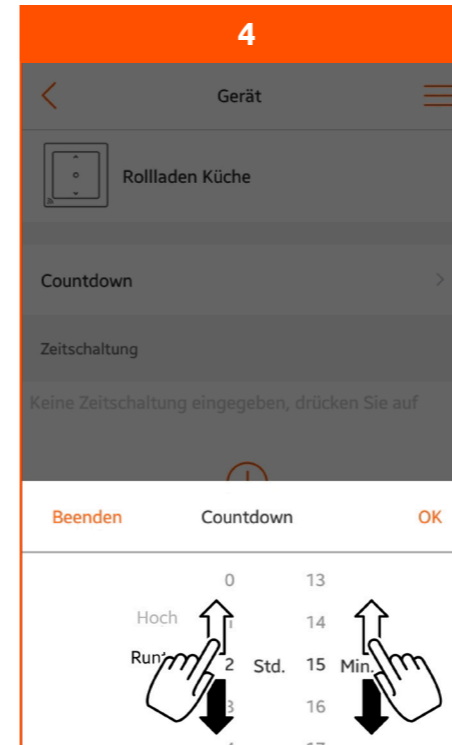 4
Gerät
Rollladen Küche
Countdown
Zeitschaltung
Keine Zeitschaltung eingegeben, drücken Sie auf
Beenden Countdown OK
0 13
Hoch 14
2 Std. 15 Min.
3 16